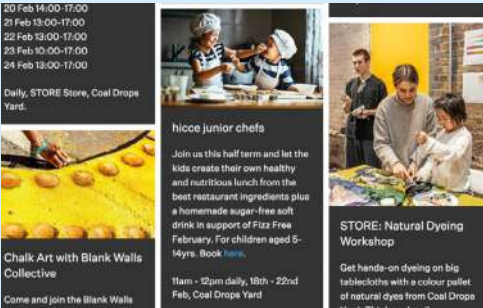 20 Feb 14:00-17:00
21 Feb 13:00-17:00
22 Feb 13:00-17:00
23 Feb 10:00-17:00
24 Feb 13:00-17:00
Daily, STORE Store, Coal Drops
Yard.
Chalk Art with Blank Walls
Collective
Come and join the Blank Walls
hicce junior chefs
Join us this half term and let the
kids create their own healthy
and nutritious lunch from the
best restaurant ingredients plus
a homemade sugar-free soft
drink in support of Fizz Free
February. For children aged 5-
14yrs. Book here.
11am - 12pm daily, 18th - 22nd
Feb, Coal Drops Yard
STORE: Natural Dyeing
Workshop
Get hands-on dyeing on big
tablecloths with a colour pallet
of natural dyes from Coal Drops